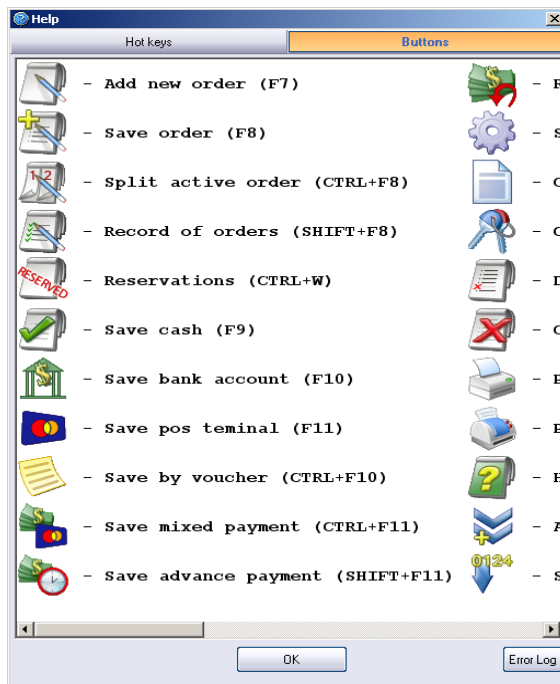 Help
Hot keys
Buttons
- Add new order (F7)
- Save order (F8)
1 2
- Split active order (CTRL+F8)
- Record of orders (SHIFT+F8)
RESERVED
- Reservations (CTRL+W)
- Save cash (F9)
- Save bank account (F10)
- Save pos teminal (F11)
- Save by voucher (CTRL+F10)
- Save mixed payment (CTRL+F11)
- Save advance payment (SHIFT+F11)
0124
OK
Error Log